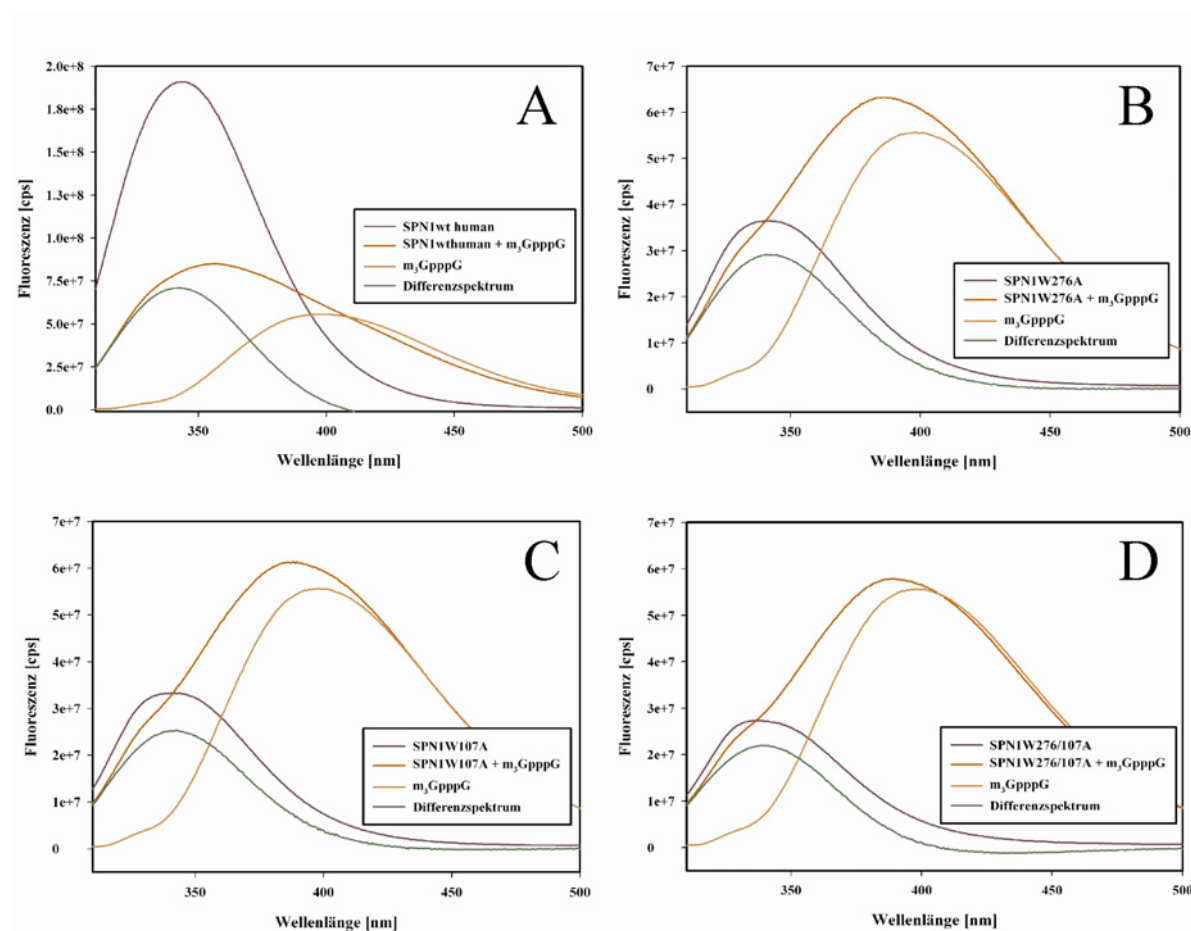 A
Fluoreszenz [cps]
2.0e+8
1.8e+8
1.5e+8
1.3e+8
1.0e+8
7.5e+7
5.0e+7
2.5e+7
0.0
350
400
450
500
Wellenlänge [nm]
SPN1wt human
SPN1wthuman + m₃GpppG
m₃GpppG
Differenzspektrum
B
Fluoreszenz [cps]
7e+7
6e+7
5e+7
4e+7
3e+7
2e+7
1e+7
0
350
400
450
500
Wellenlänge [nm]
SPN1W276A
SPN1W276A + m₃GpppG
m₃GpppG
Differenzspektrum
C
Fluoreszenz [cps]
7e+7
6e+7
5e+7
4e+7
3e+7
2e+7
1e+7
0
350
400
450
500
Wellenlänge [nm]
SPN1W107A
SPN1W107A + m₃GpppG
m₃GpppG
Differenzspektrum
D
Fluoreszenz [cps]
7e+7
6e+7
5e+7
4e+7
3e+7
2e+7
1e+7
0
350
400
450
500
Wellenlänge [nm]
SPN1W276/107A
SPN1W276/107A + m₃GpppG
m₃GpppG
Differenzspektrum